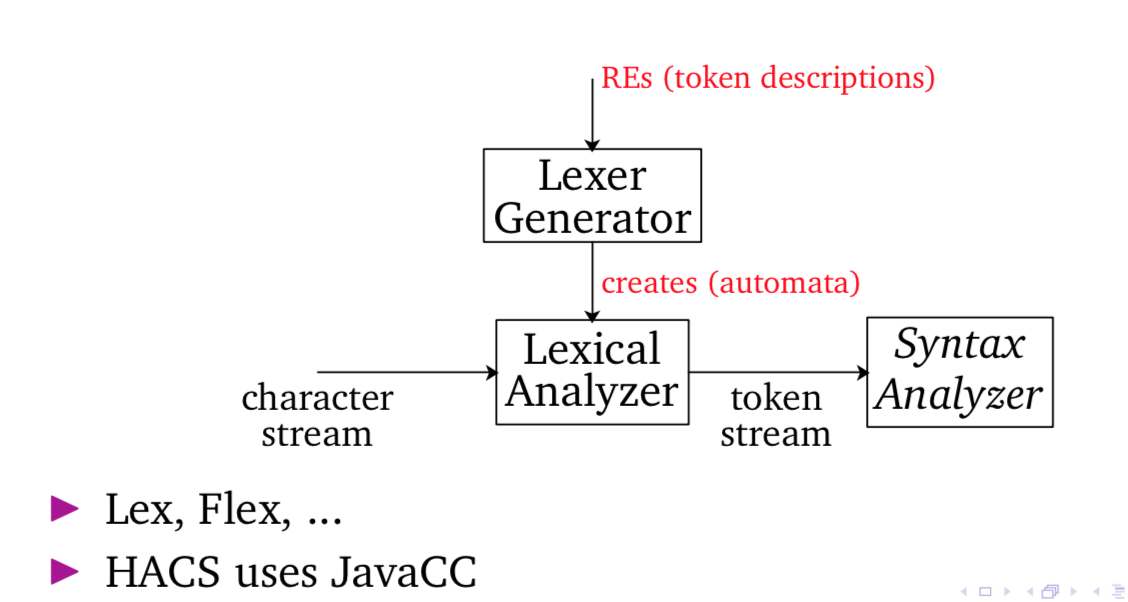 REs (token descriptions)
Lexer
Generator
creates (automata)
Lexical
Analyzer
Syntax
Analyzer
character
stream
token
stream
Lex, Flex, ...
HACS uses JavaCC